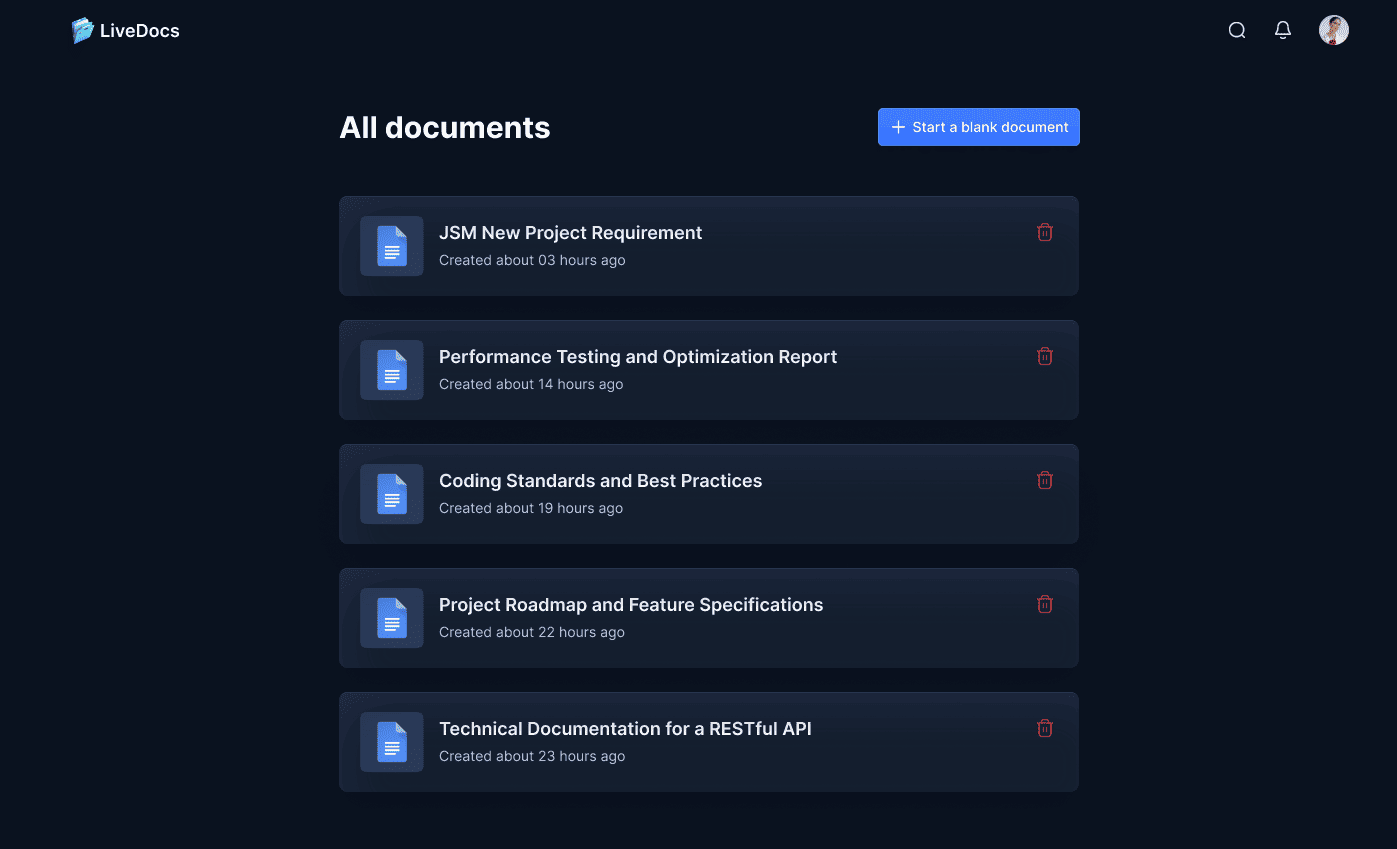 LiveDocs
All documents
Start a blank document
JSM New Project Requirement
Created about 03 hours ago
Performance Testing and Optimization Report
Created about 14 hours ago
Coding Standards and Best Practices
Created about 19 hours ago
Project Roadmap and Feature Specifications
Created about 22 hours ago
Technical Documentation for a RESTful API
Created about 23 hours ago